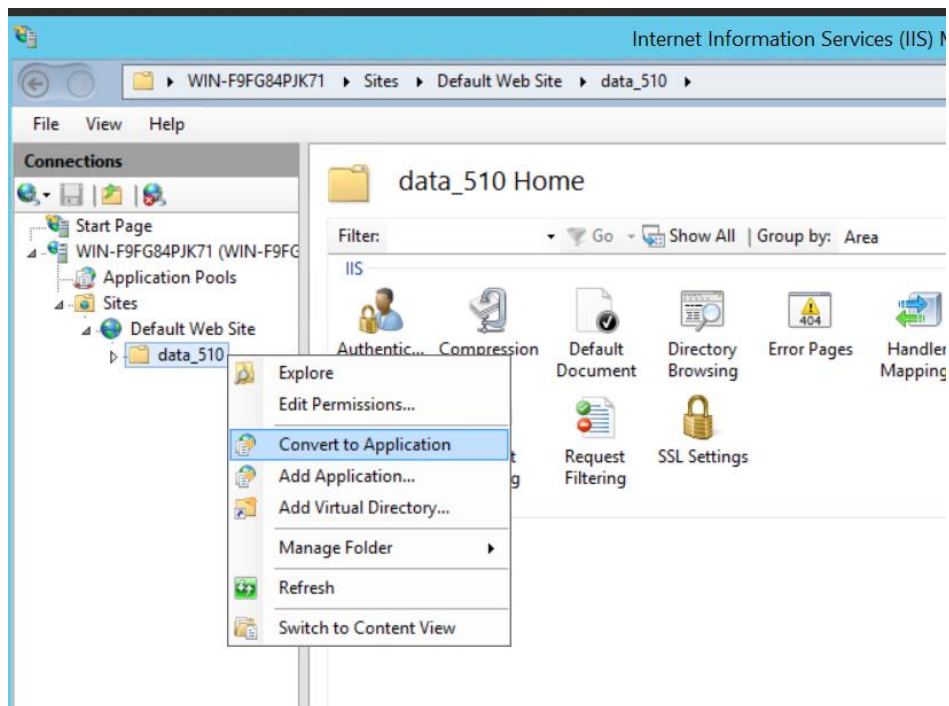 Internet Information Services (IIS) M
WIN-F9FG84PJK71 Sites Default Web Site data_510
File View Help
Connections
Start Page
WIN-F9FG84PJK71 (WIN-F9FG
Application Pools
Sites
Default Web Site
data_510
data_510 Home
Filter: Go Show All Group by: Area
IIS
Authentic... Compression Default Document Directory Browsing Error Pages Handler Mapping
Request Filtering SSL Settings
Explore
Edit Permissions...
Convert to Application
Add Application...
Add Virtual Directory...
Manage Folder
Refresh
Switch to Content View
404